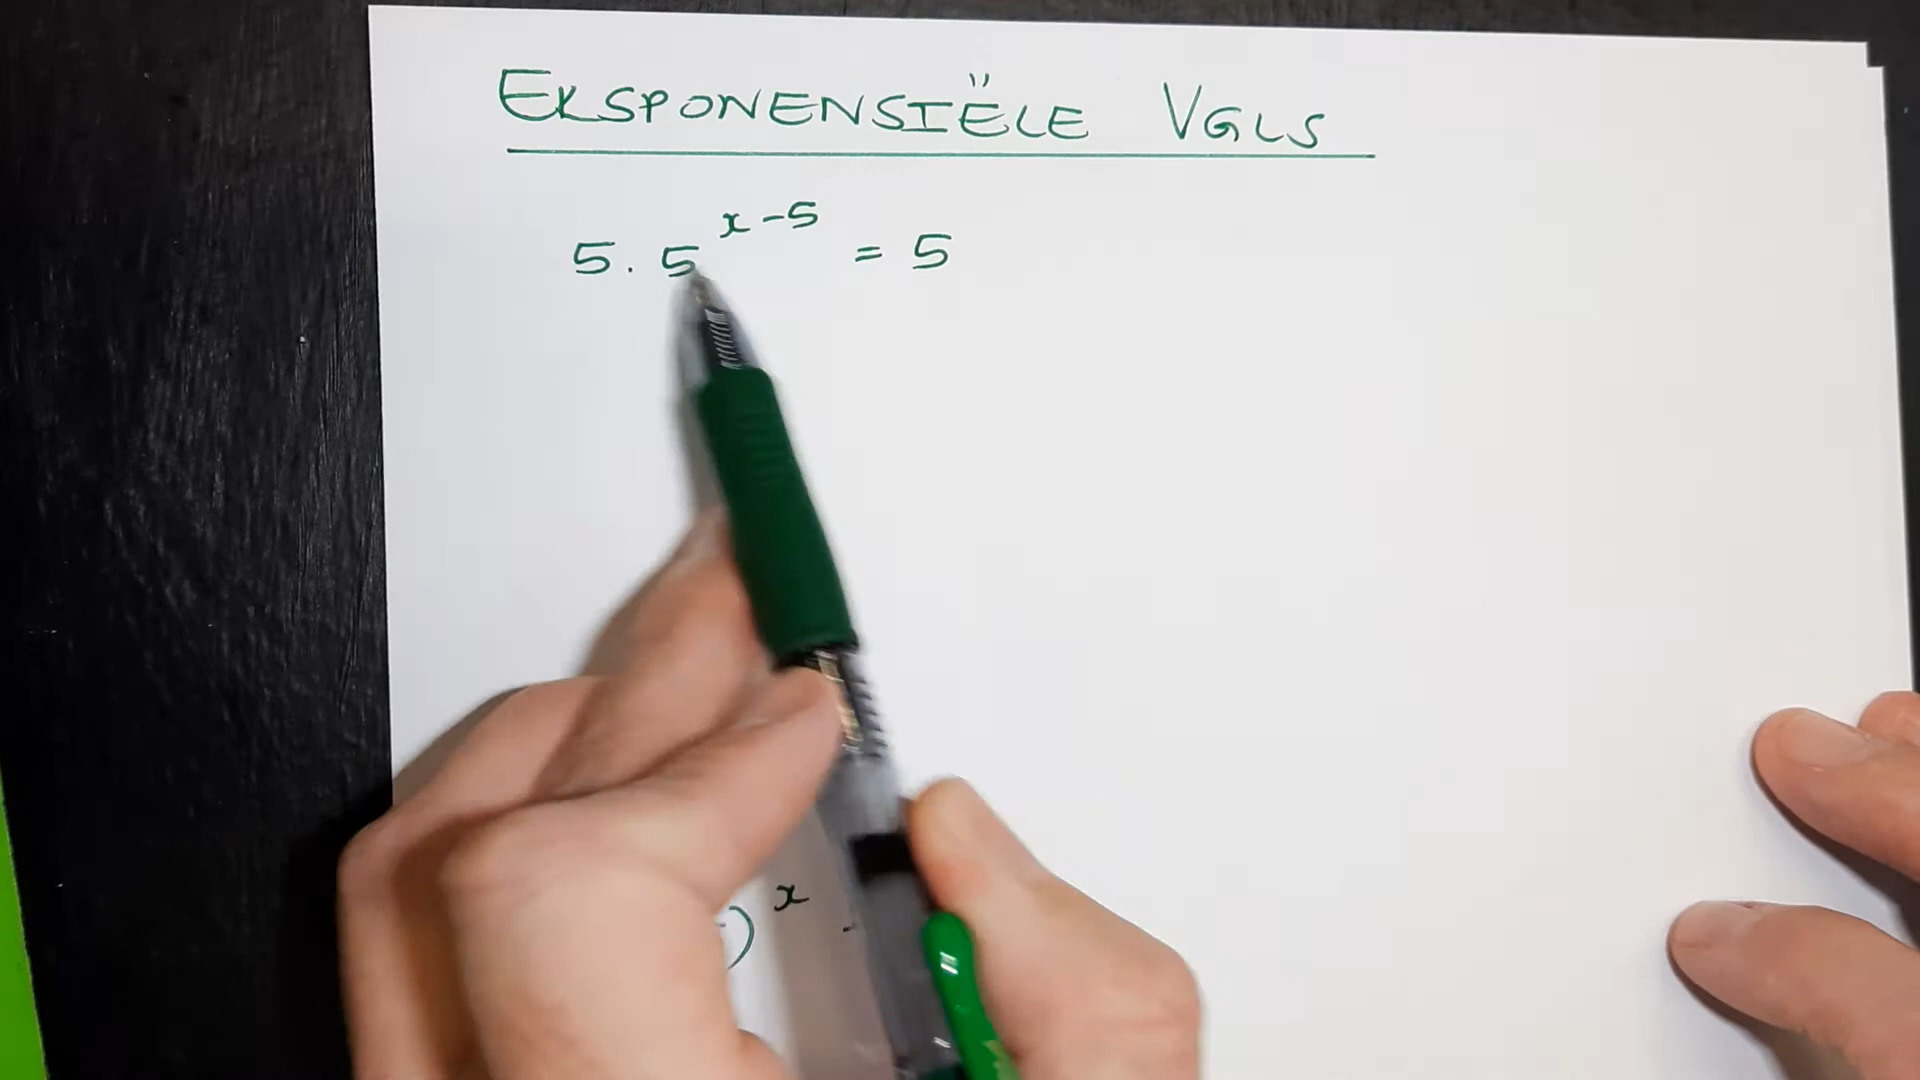 EKSPONENSIËLE VGLS
5 . 5^{x-5} = 5
)^{x}